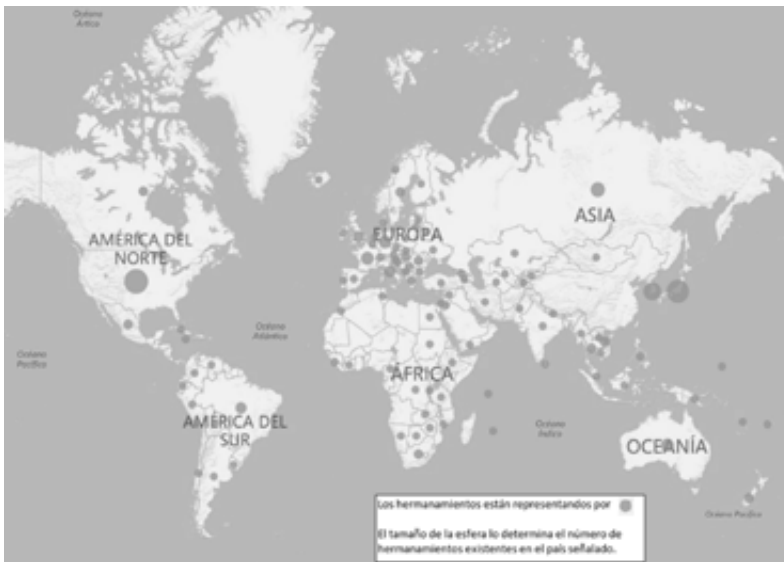 Océano
Ártico
AMÉRICA DEL
NORTE
EUROPA
ASIA
Océano
Atlántico
Océano
Pacífico
ÁFRICA
AMÉRICA DEL
SUR
Océano
Índico
OCEANÍA
Los hermanamientos están representandos por
Océano Pacífico
El tamaño de la esfera lo determina el número de
hermanamientos existentes en el país señalado.